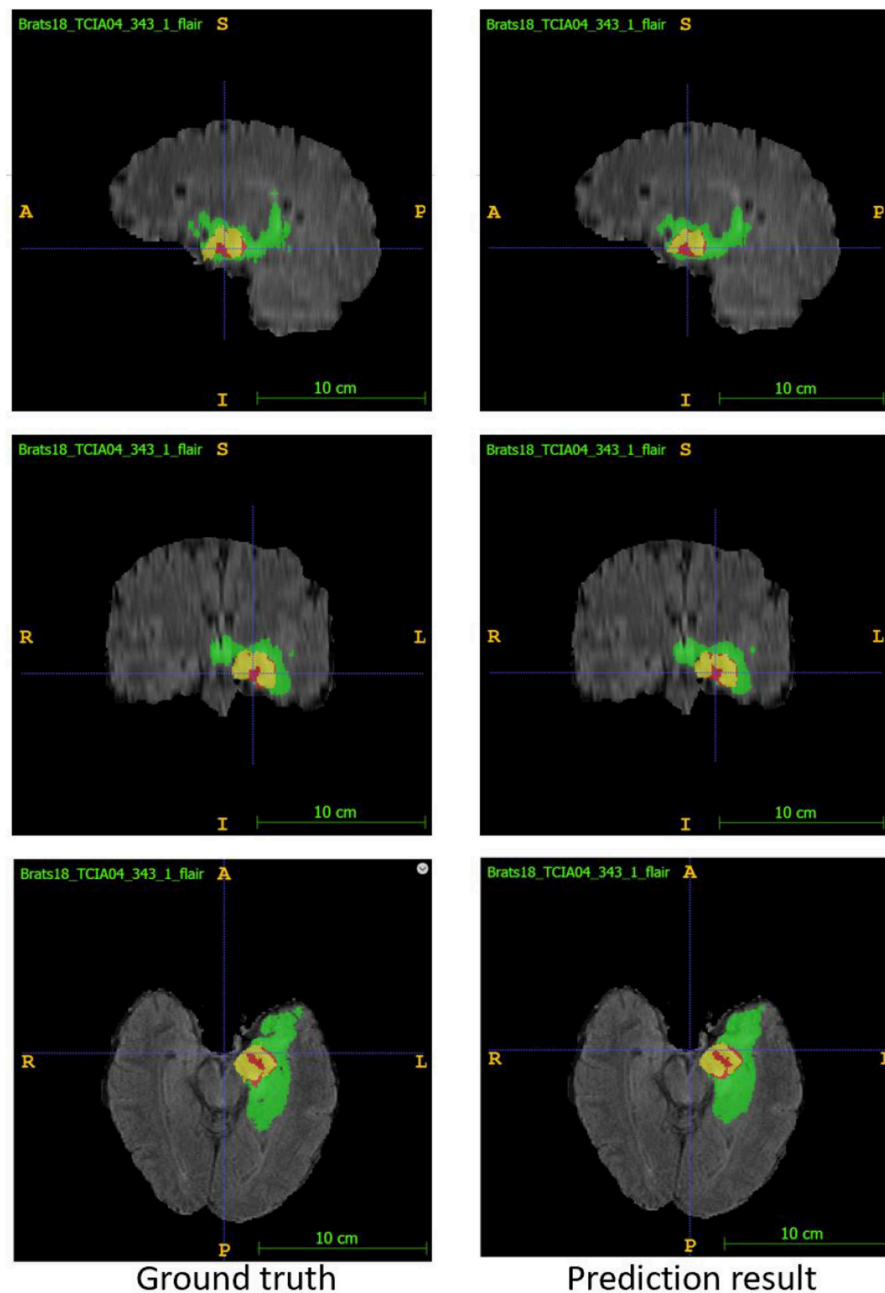 Brats18_TCIA04_343_1_flair S
A P
10 cm
I
Brats18_TCIA04_343_1_flair S
A P
10 cm
I
Brats18_TCIA04_343_1_flair S
R L
10 cm
I
Brats18_TCIA04_343_1_flair S
R L
10 cm
I
Brats18_TCIA04_343_1_flair A
R L
10 cm
P
Brats18_TCIA04_343_1_flair A
R
10 cm
P
Ground truth
Prediction result